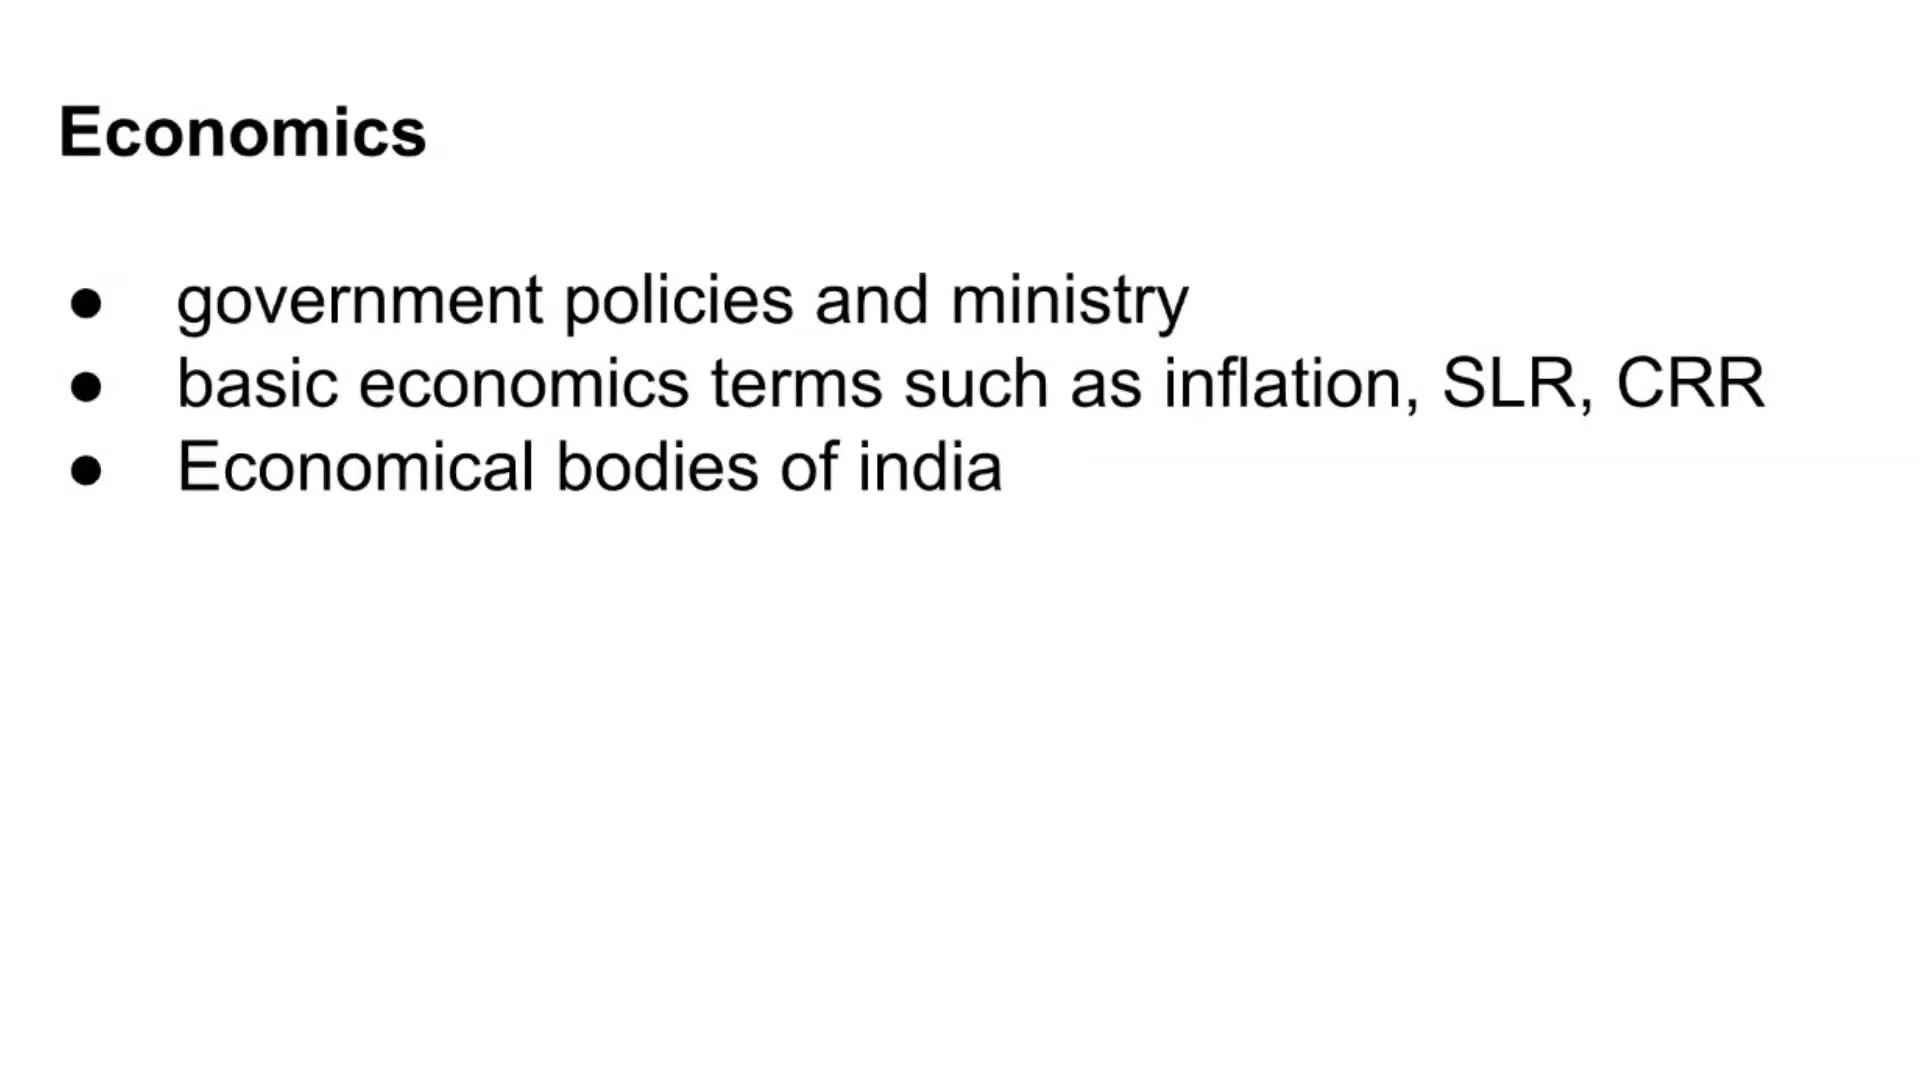 Economics
● government policies and ministry
● basic economics terms such as inflation, SLR, CRR
● Economical bodies of india